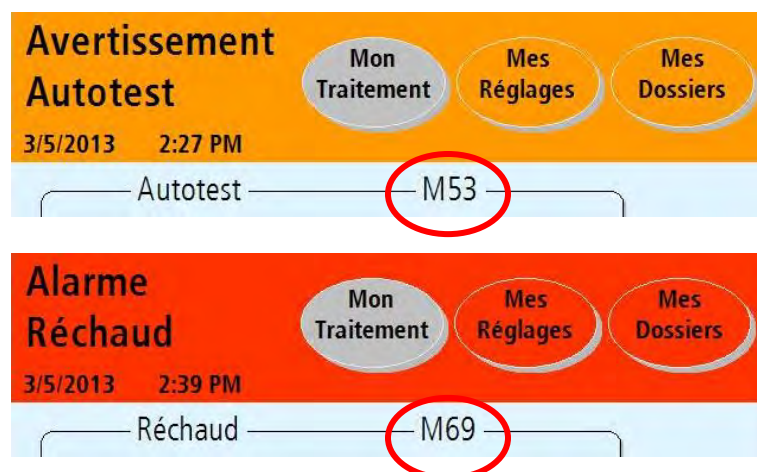 Avertissement
Autotest
Mon
Traitement
Mes
Réglages
Mes
Dossiers
3/5/2013 2:27 PM
Autotest M53
Alarme
Réchaud
Mon
Traitement
Mes
Réglages
Mes
Dossiers
3/5/2013 2:39 PM
Réchaud M69